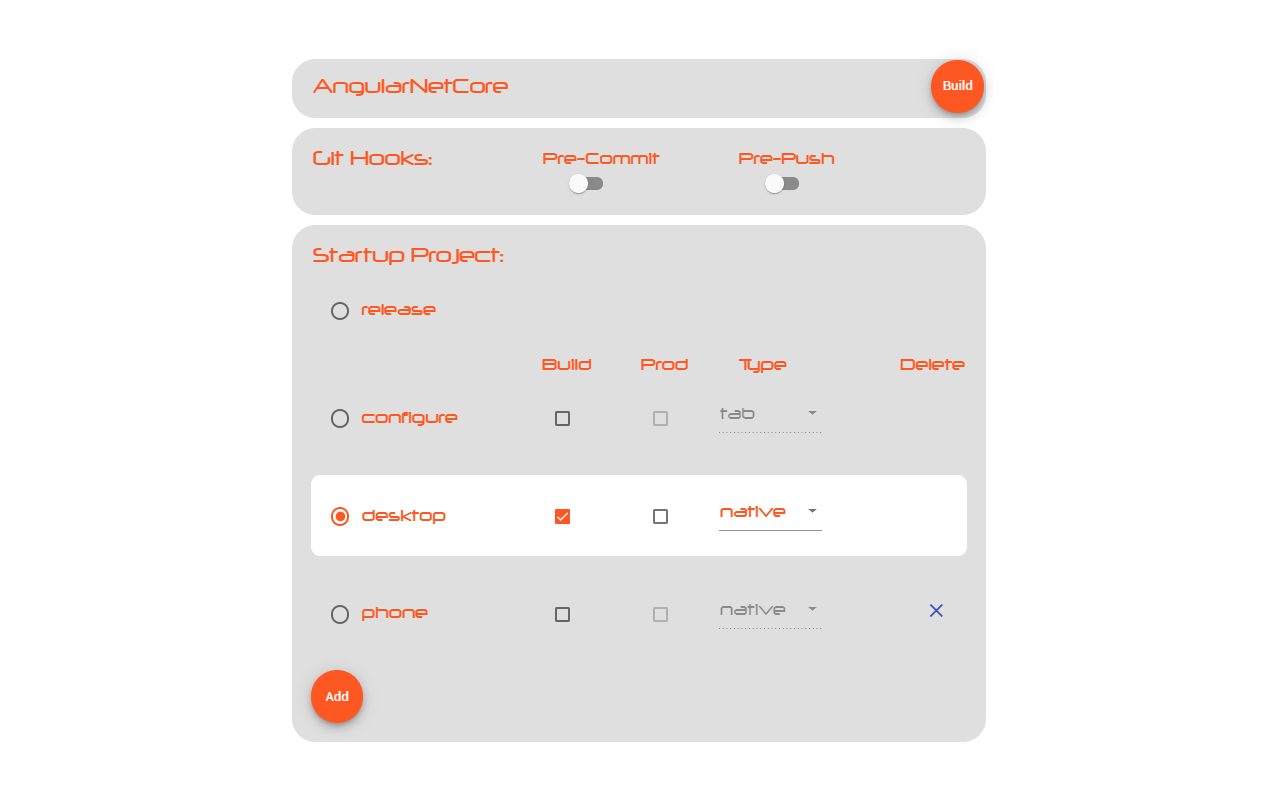 AngularNetCore
Build
Git Hooks:
Pre-Commit
Pre-Push
Startup Project:
release
Build Prod Type Delete
configure tab
desktop native
phone native
Add